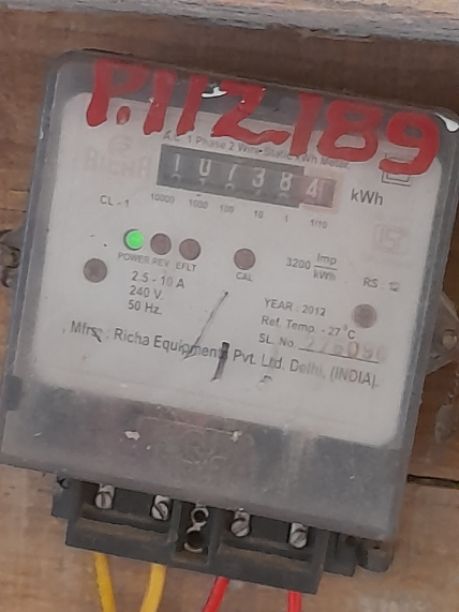 P.112.189
A.C. 1 Phase 2 Wire Static kWh Meter
107384 kWh
CL - 1 10000 1000 100 10 1 1/10
POWER REV EFLT CAL 3200 Imp/kWh RS : 12
2.5 - 10 A
240 V.
50 Hz.
YEARː 2012
Ref. Temp. - 27 °C
SL. No.
Mfrs : Richa Equipments Pvt. Ltd. Delhi, (INDIA).